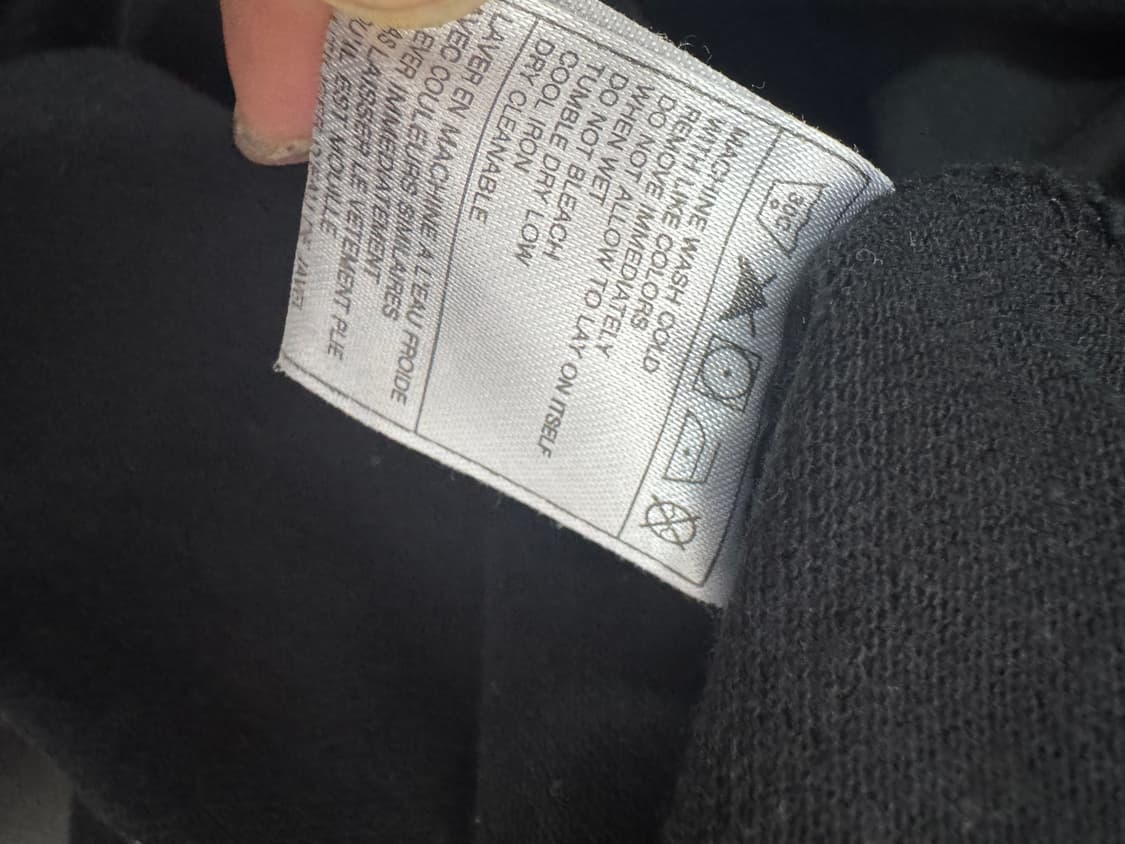 30C
MACHINE WASH COLD
WITH LIKE COLORS
REMOVE IMMEDIATELY
DO NOT ALLOW TO LAY ON ITSELF
WHEN WET
DO NOT BLEACH
TUMBLE DRY LOW
COOL IRON
DRY CLEANABLE
LAVER EN MACHINE A L'EAU FROIDE
AVEC COULEURS SIMILAIRES
IMMEDIATEMENT
LAISSER LE VETEMENT PLIE
EST MOUILLE